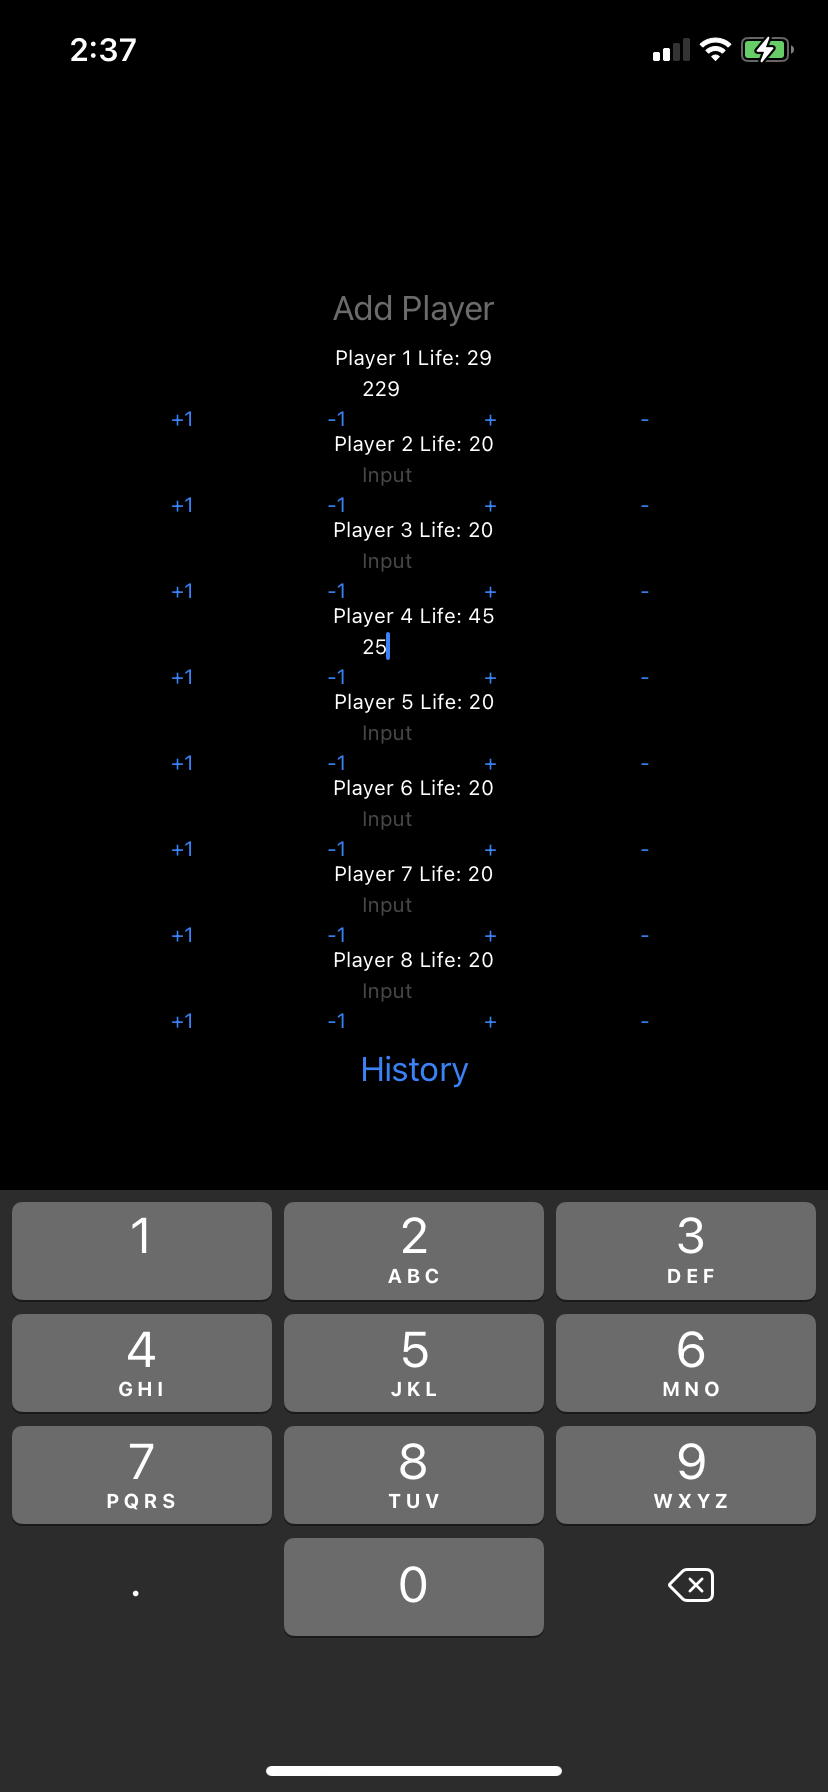 2:37
Add Player
Player 1 Life: 29
229
+1 -1 + -
Player 2 Life: 20
Input
+1 -1 + -
Player 3 Life: 20
Input
+1 -1 + -
Player 4 Life: 45
25
+1 -1 + -
Player 5 Life: 20
Input
+1 -1 + -
Player 6 Life: 20
Input
+1 -1 + -
Player 7 Life: 20
Input
+1 -1 + -
Player 8 Life: 20
Input
+1 -1 + -
History
1 2 3
ABC DEF
4 5 6
GHI JKL MNO
7 8 9
PQRS TUV WXYZ
. 0